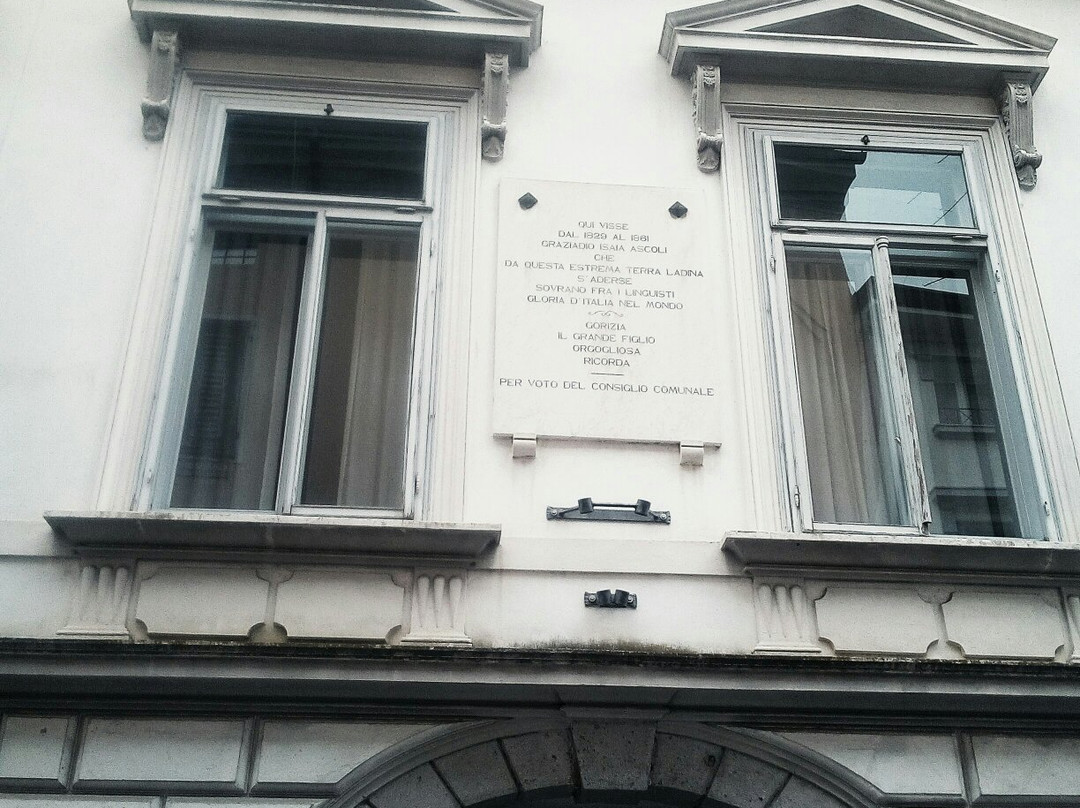 QUI VISSE
DAL 1829 AL 1861
GRAZIADIO ISAIA ASCOLI
CHE
DA QUESTA ESTREMA TERRA LADINA
S'ADERSE
SOVRANO FRA I LINGUISTI
GLORIA D'ITALIA NEL MONDO
GORIZIA
IL GRANDE FIGLIO
ORGOGLIOSA
RICORDA
PER VOTO DEL CONSIGLIO COMUNALE